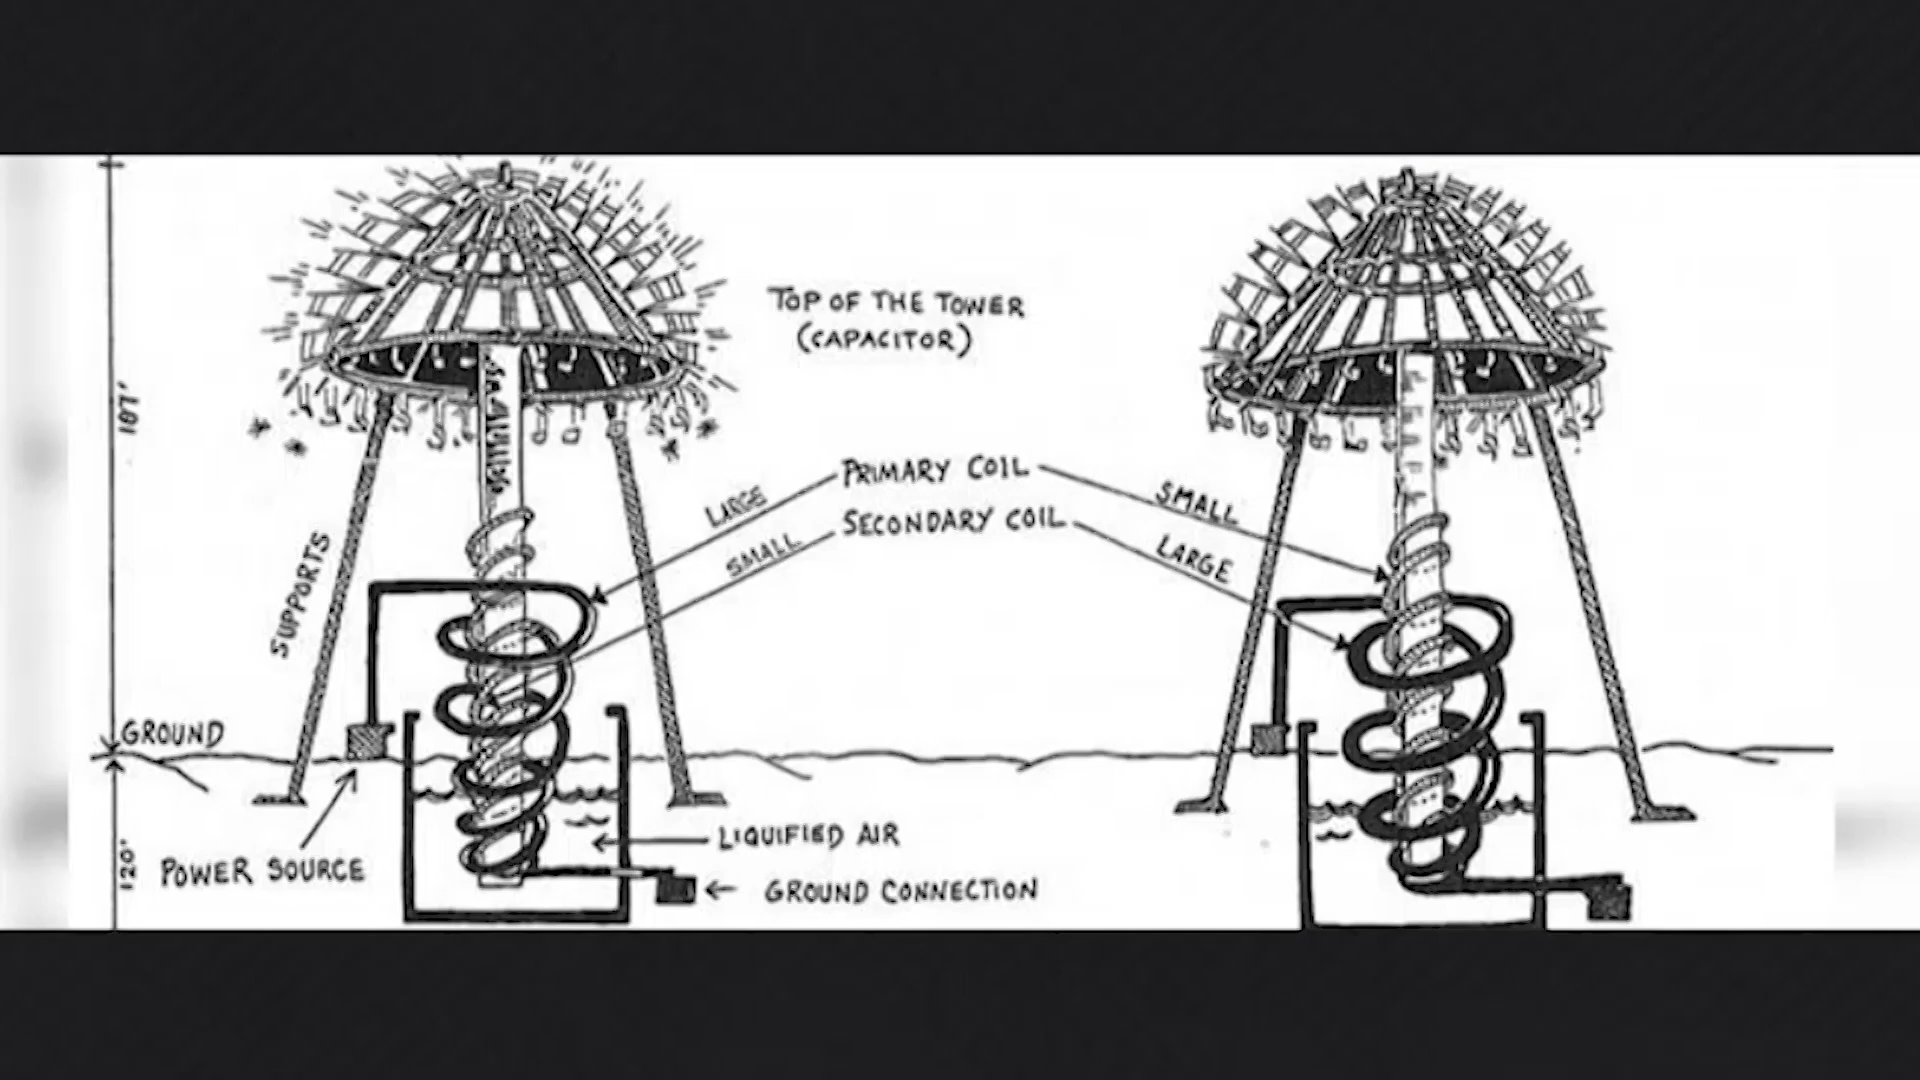 TOP OF THE TOWER
(CAPACITOR)
187'
PRIMARY COIL
SECONDARY COIL
LARGE
SMALL
SMALL
LARGE
SUPPORTS
GROUND
120'
POWER SOURCE
LIQUIFIED AIR
GROUND CONNECTION